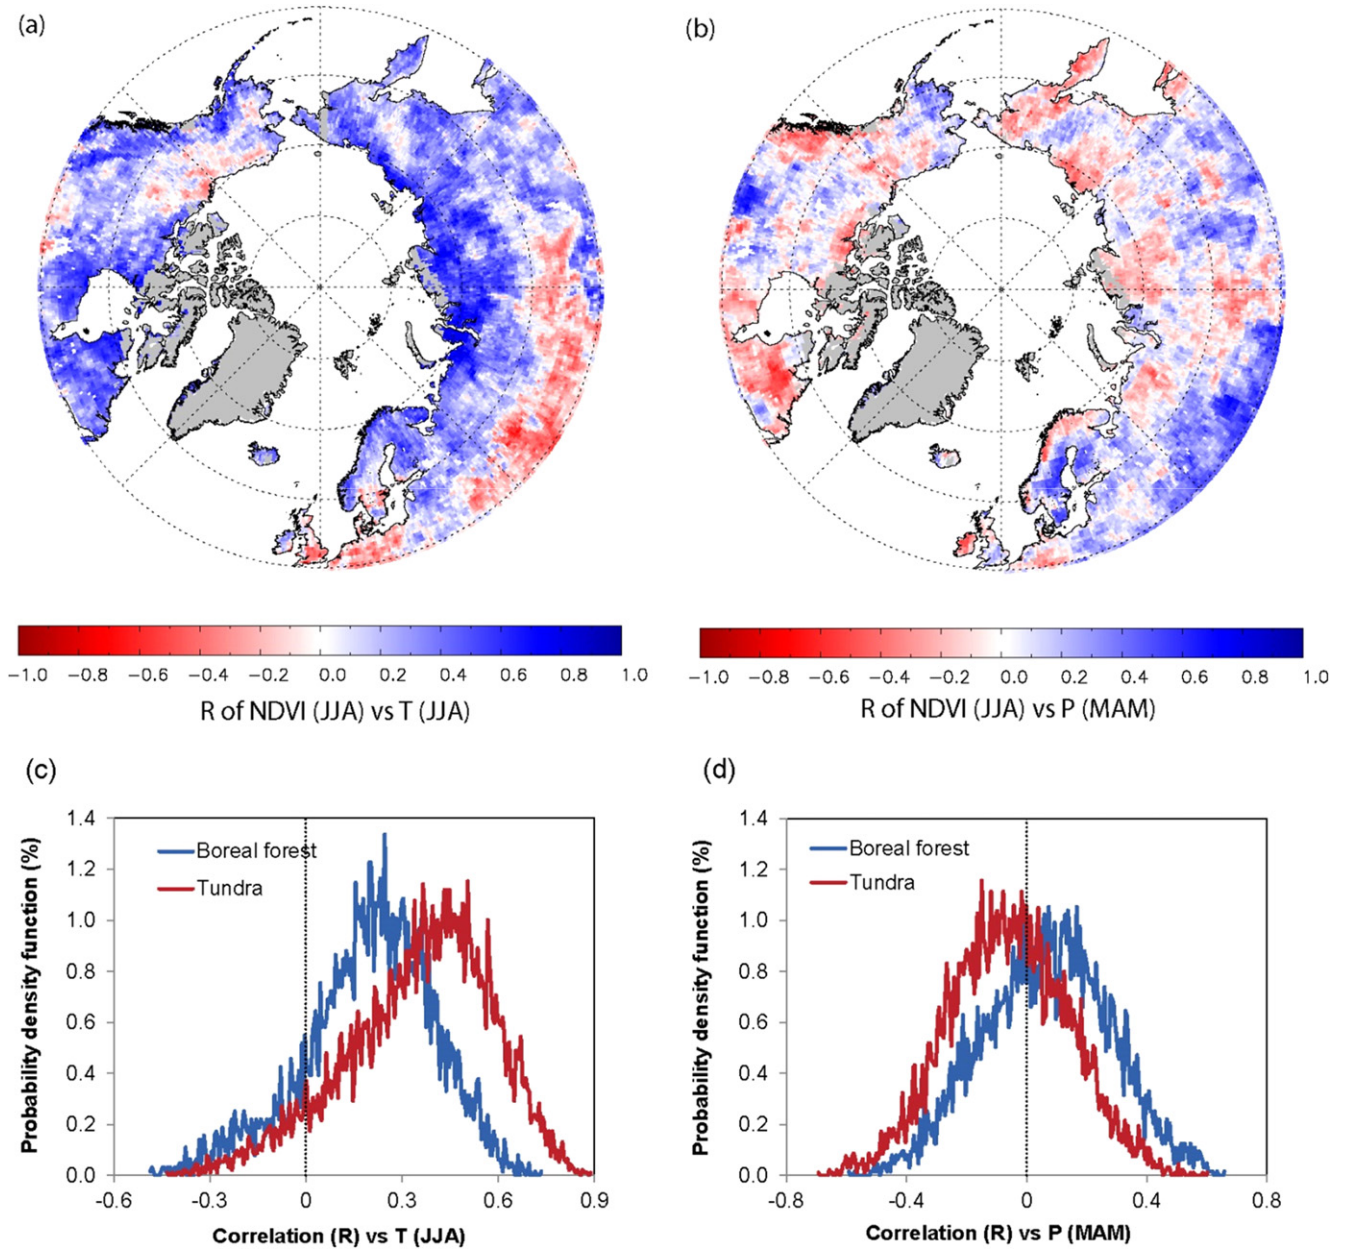 (a)
(b)
−1.0 −0.8 −0.6 −0.4 −0.2 0.0 0.2 0.4 0.6 0.8 1.0
R of NDVI (JJA) vs T (JJA)
−1.0 −0.8 −0.6 −0.4 −0.2 0.0 0.2 0.4 0.6 0.8 1.0
R of NDVI (JJA) vs P (MAM)
(c)
Probability density function (%)
1.4
1.2
1.0
0.8
0.6
0.4
0.2
0.0
Boreal forest
Tundra
-0.6 -0.3 0 0.3 0.6 0.9
Correlation (R) vs T (JJA)
(d)
Probability density function (%)
1.4
1.2
1.0
0.8
0.6
0.4
0.2
0.0
Boreal forest
Tundra
-0.8 -0.4 0 0.4 0.8
Correlation (R) vs P (MAM)